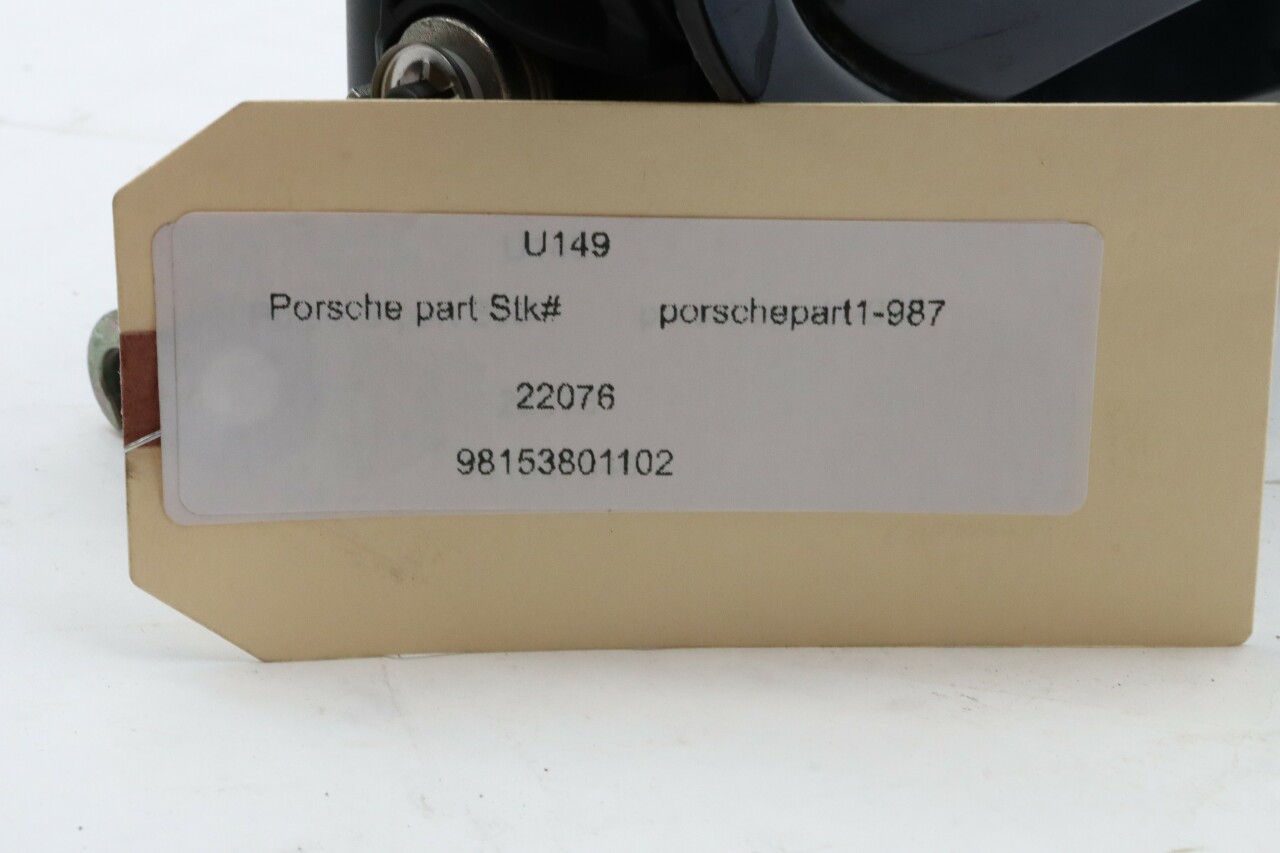 U149
Porsche part Stk# porschepart1-987
22076
98153801102